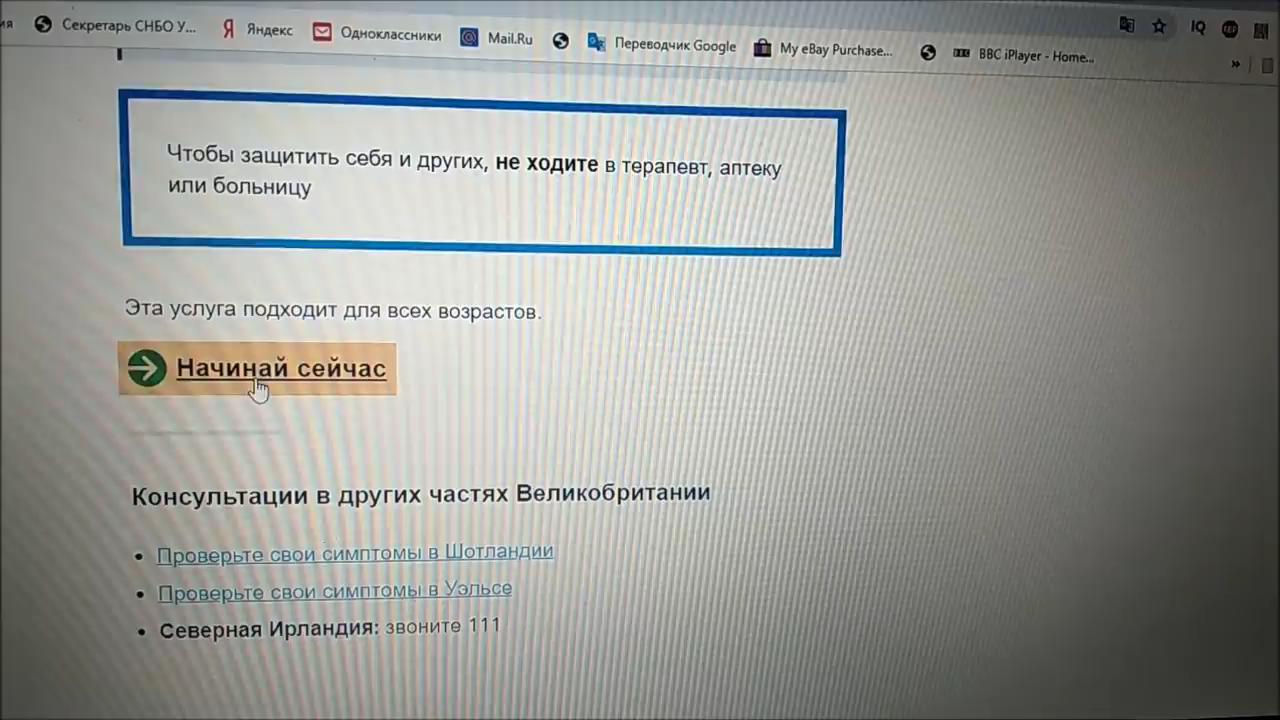 ия
Секретарь СНБО У...
Яндекс
Одноклассники
Mail.Ru
Переводчик Google
My eBay Purchase...
BBC iPlayer - Home...
IQ
»
Чтобы защитить себя и других, не ходите в терапевт, аптеку
или больницу
Эта услуга подходит для всех возрастов.
Начинай сейчас
Консультации в других частях Великобритании
Проверьте свои симптомы в Шотландии
Проверьте свои симптомы в Уэльсе
Северная Ирландия: звоните 111